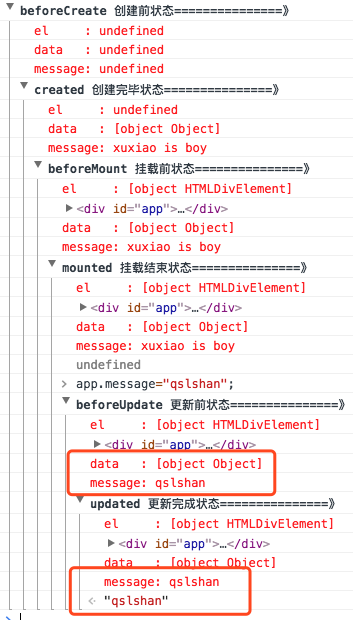 beforeCreate 创建前状态===============》
el : undefined
data : undefined
message: undefined
created 创建完毕状态===============》
el : undefined
data : [object Object]
message: xuxiao is boy
beforeMount 挂载前状态===============》
el : [object HTMLDivElement]
<div id="app">…</div>
data : [object Object]
message: xuxiao is boy
mounted 挂载结束状态===============》
el : [object HTMLDivElement]
<div id="app">…</div>
data : [object Object]
message: xuxiao is boy
undefined
app.message="qslshan";
beforeUpdate 更新前状态===============》
el : [object HTMLDivElement]
<div id="app">…</div>
data : [object Object]
message: qslshan
updated 更新完成状态===============》
el : [object HTMLDivElement]
<div id="app">…</div>
data : [object Object]
message: qslshan
"qslshan"